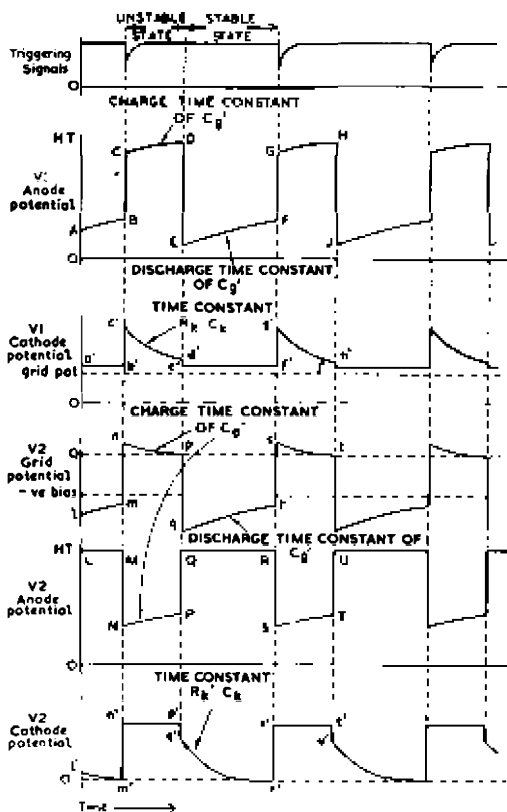 UNSTABLE STABLE
STATE STATE
Triggering
Signals
O
CHARGE TIME CONSTANT
OF Cg'
HT
C
D
G
H
Anode
potential
A
B
E
F
J
O
DISCHARGE TIME CONSTANT
OF Cg'
TIME CONSTANT
Rk Ck
V1
Cathode
potential
grid pot
c'
d'
O
CHARGE TIME CONSTANT
OF Cg'
V2
Grid
potential
-ve bias
n
p
s
t
l
m
q
r
DISCHARGE TIME CONSTANT OF
Cg'
HT
L
M
Q
R
U
V2
Anode
potential
N
P
S
T
O
TIME CONSTANT
Rk' Ck
V2
Cathode
potential
n'
p'
q'
t'
m'
r'
O
Time